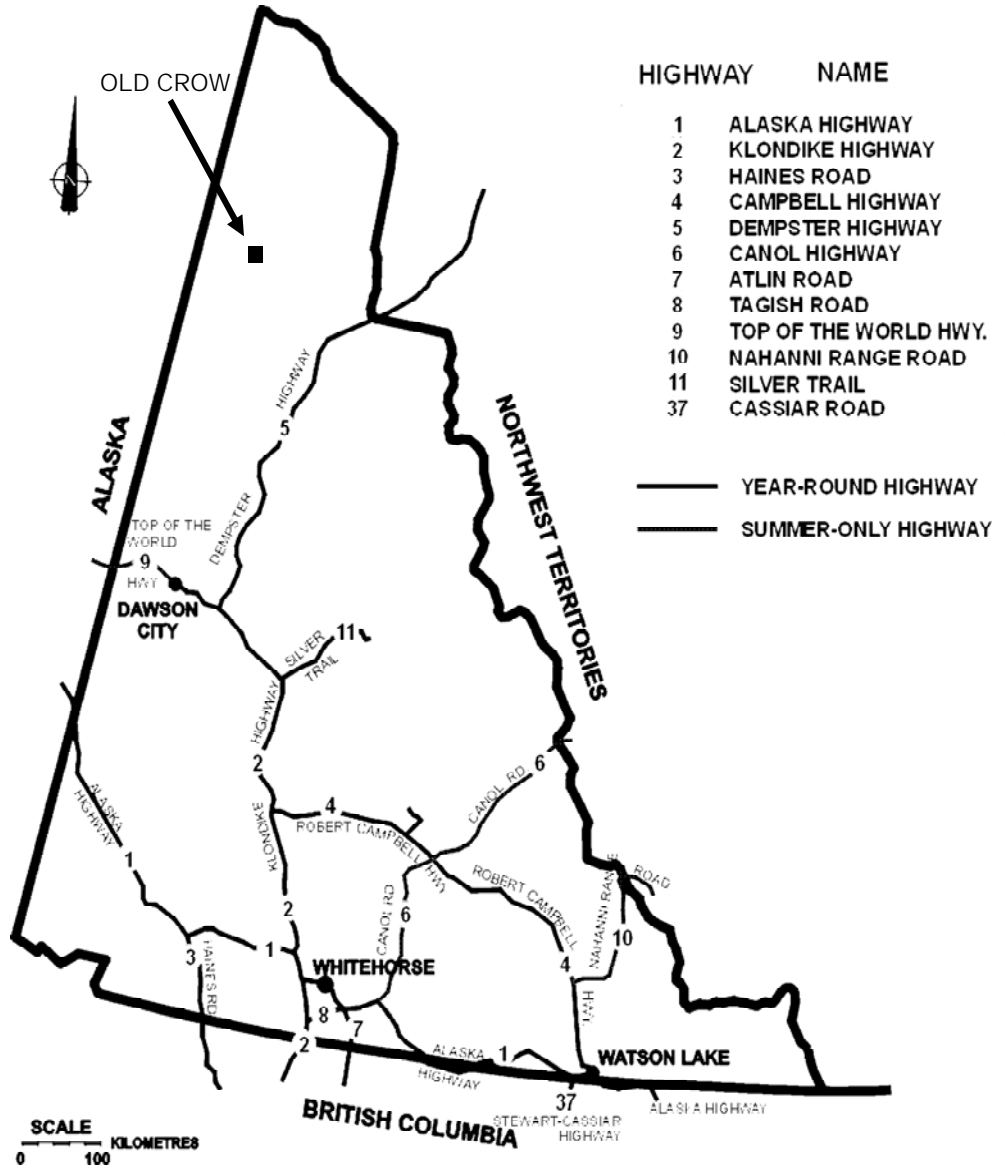 OLD CROW
N
HIGHWAY NAME
1 ALASKA HIGHWAY
2 KLONDIKE HIGHWAY
3 HAINES ROAD
4 CAMPBELL HIGHWAY
5 DEMPSTER HIGHWAY
6 CANOL HIGHWAY
7 ATLIN ROAD
8 TAGISH ROAD
9 TOP OF THE WORLD HWY.
10 NAHANNI RANGE ROAD
11 SILVER TRAIL
37 CASSIAR ROAD
YEAR-ROUND HIGHWAY
SUMMER-ONLY HIGHWAY
ALASKA
NORTHWEST TERRITORIES
HIGHWAY
5
DEMPSTER
TOP OF THE
WORLD
9
HWY
DAWSON
CITY
SILVER
TRAIL
11
HIGHWAY
2
KLONDIKE
2
ALASKA
HIGHWAY
1
4
ROBERT CAMPBELL HWY
CANOL RD
6
CANOL RD
6
ROBERT CAMPBELL
4
HWY
NAHANNI RANGE
ROAD
10
3
HAINES RD
1
WHITEHORSE
8
7
2
ALASKA
HIGHWAY
1
WATSON LAKE
37
STEWART-CASSIAR
HIGHWAY
ALASKA HIGHWAY
BRITISH COLUMBIA
SCALE
KILOMETRES
0 100